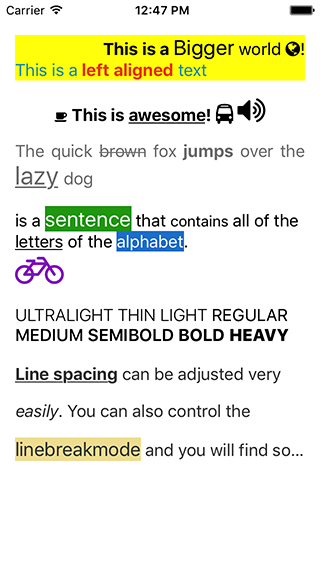 Carrier 12:47 PM
This is a Bigger world !
This is a left aligned text
This is awesome!
The quick brown fox jumps over the
lazy dog
is a sentence that contains all of the
letters of the alphabet.
ULTRALIGHT THIN LIGHT REGULAR
MEDIUM SEMIBOLD BOLD HEAVY
Line spacing can be adjusted very
easily. You can also control the
linebreakmode and you will find so...